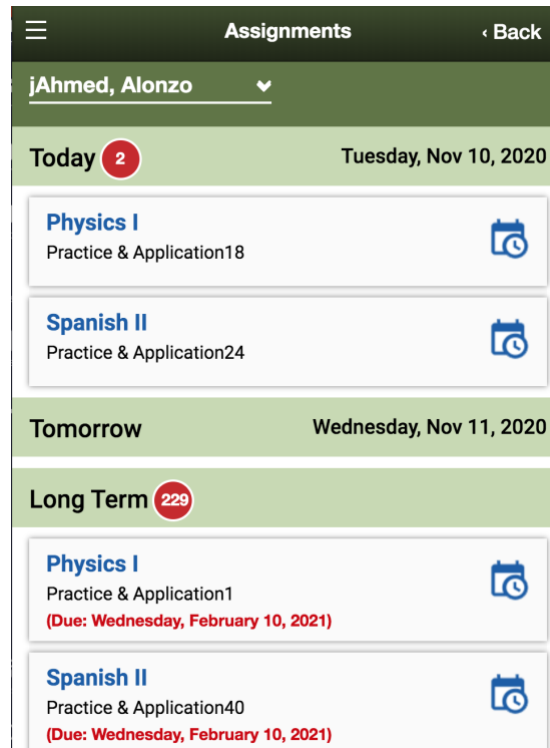 Assignments
‹ Back
jAhmed, Alonzo
Today 2
Tuesday, Nov 10, 2020
Physics I
Practice & Application18
Spanish II
Practice & Application24
Tomorrow
Wednesday, Nov 11, 2020
Long Term 229
Physics I
Practice & Application1
(Due: Wednesday, February 10, 2021)
Spanish II
Practice & Application40
(Due: Wednesday, February 10, 2021)